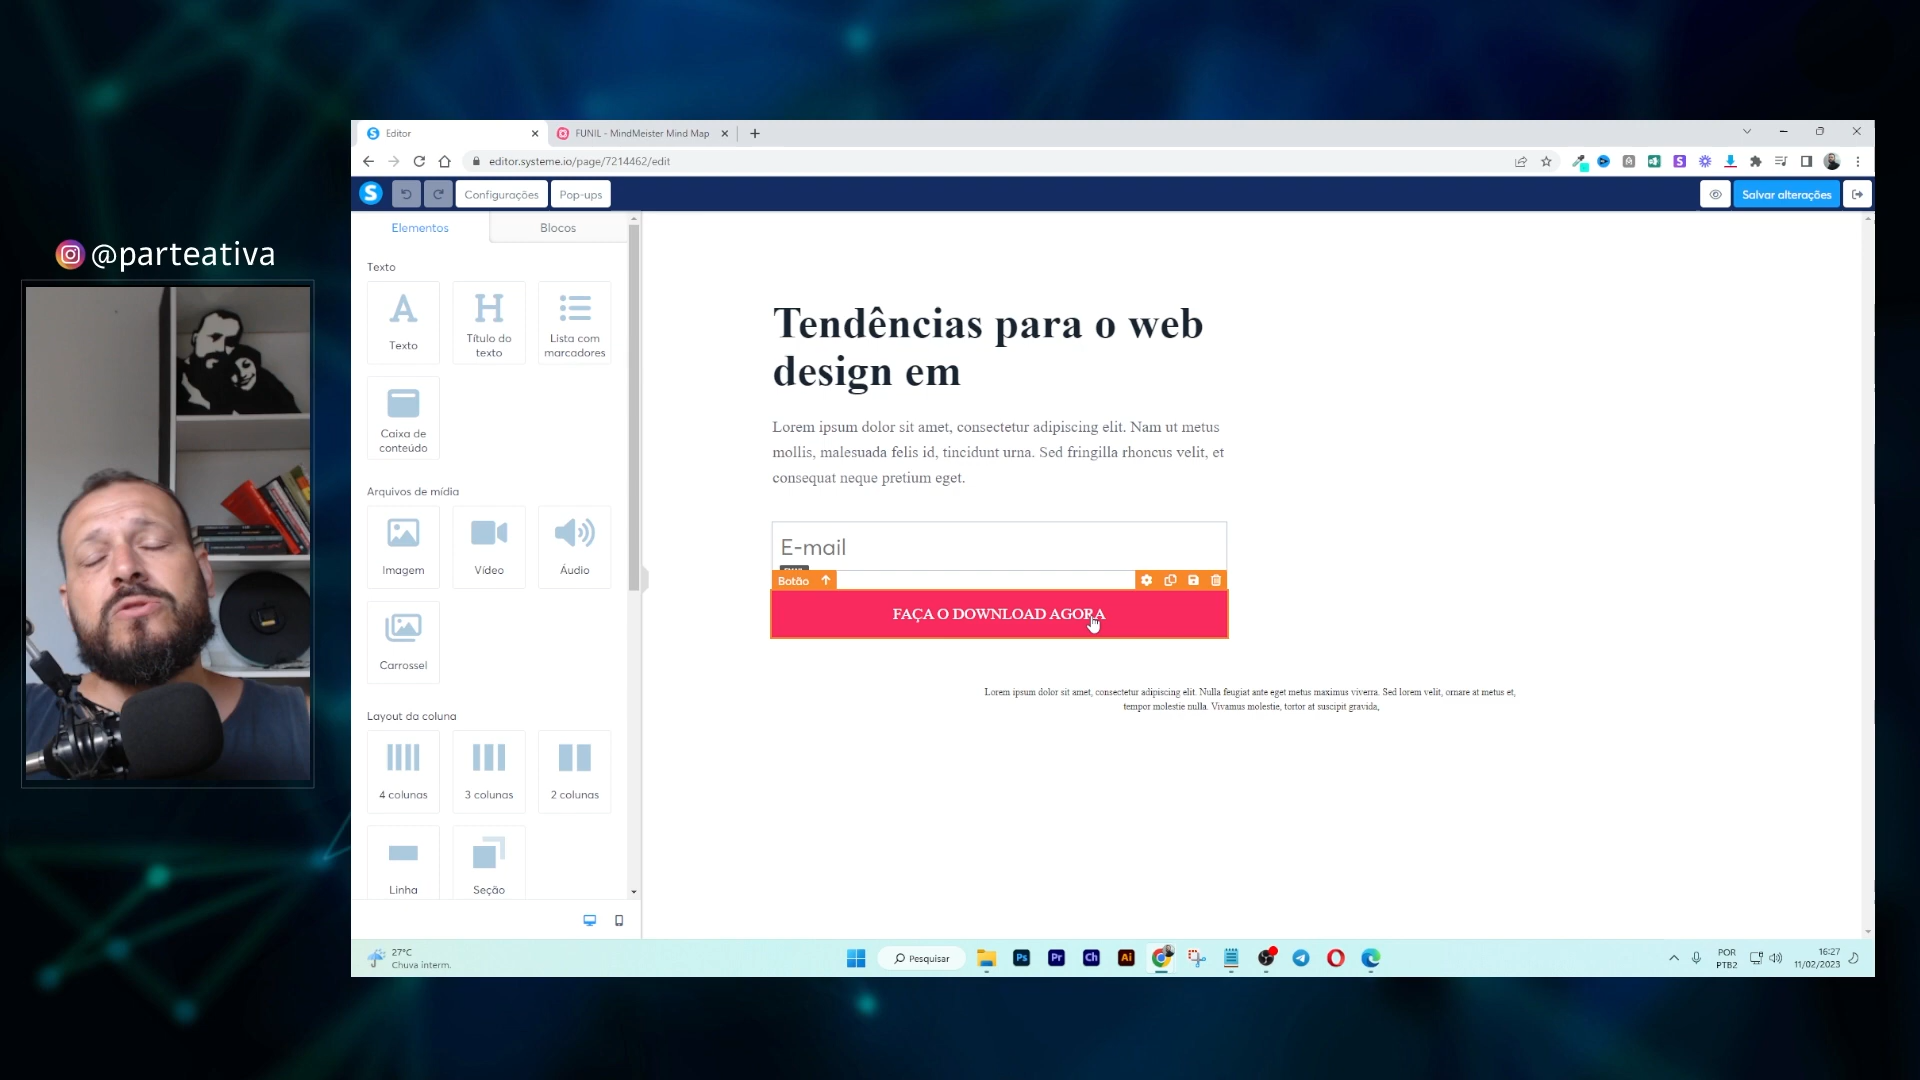 @parteativa
Editor
FUNIL - MindMeister Mind Map
editor.systeme.io/page/7214462/edit
S
Configurações
Pop-ups
Salvar alterações
Elementos
Blocos
Texto
A
H
Texto
Título do
texto
Lista com
marcadores
Caixa de
conteúdo
Arquivos de mídia
Imagem
Vídeo
Áudio
Carrossel
Layout da coluna
4 colunas
3 colunas
2 colunas
Linha
Seção
Tendências para o web
design em
Lorem ipsum dolor sit amet, consectetur adipiscing elit. Nam ut metus
mollis, malesuada felis id, tincidunt urna. Sed fringilla rhoncus velit, et
consequat neque pretium eget.
E-mail
Botão
FAÇA O DOWNLOAD AGORA
Lorem ipsum dolor sit amet, consectetur adipiscing elit. Nulla feugiat ante eget metus maximus viverra. Sed lorem velit, ornare at metus et,
tempor molestie nulla. Vivamus molestie, tortor at suscipit gravida,
27°C
Chuva interm.
Pesquisar
Ps
Pr
Ch
Ai
POR
PTB2
16:27
11/02/2023